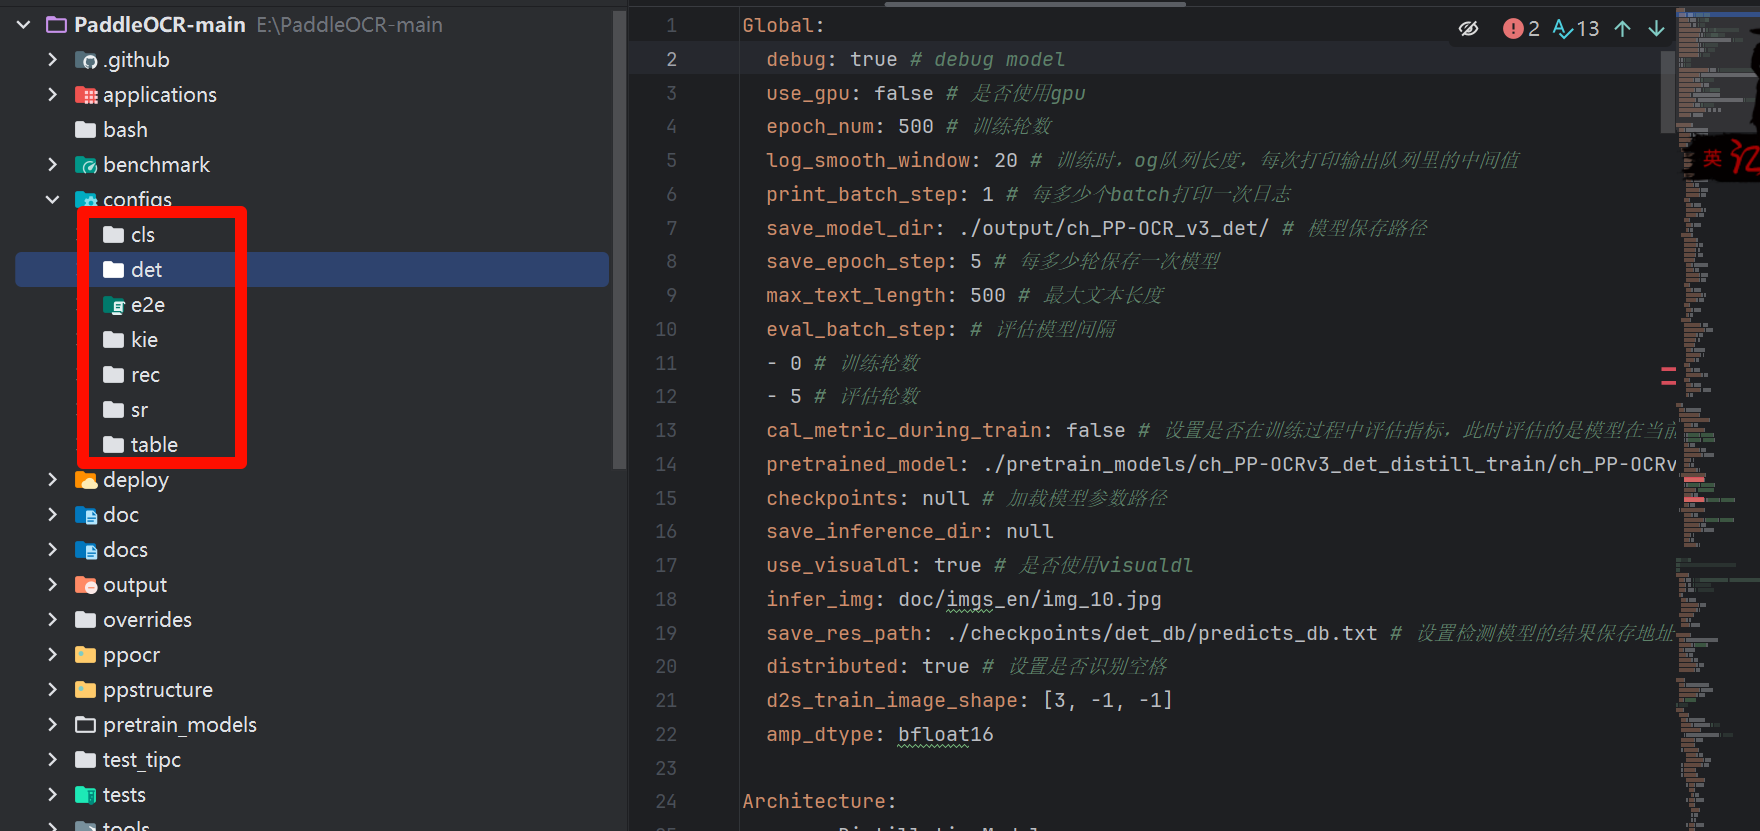 PaddleOCR-main E:\PaddleOCR-main
.github
applications
bash
benchmark
configs
cls
det
e2e
kie
rec
sr
table
deploy
doc
docs
output
overrides
ppocr
ppstructure
pretrain_models
test_tipc
tests
tools
2 13
1 Global:
2 debug: true # debug model
3 use_gpu: false # 是否使用gpu
4 epoch_num: 500 # 训练轮数
5 log_smooth_window: 20 # 训练时，og队列长度，每次打印输出队列里的中间值
6 print_batch_step: 1 # 每多少个batch打印一次日志
7 save_model_dir: ./output/ch_PP-OCR_v3_det/ # 模型保存路径
8 save_epoch_step: 5 # 每多少轮保存一次模型
9 max_text_length: 500 # 最大文本长度
10 eval_batch_step: # 评估模型间隔
11 - 0 # 训练轮数
12 - 5 # 评估轮数
13 cal_metric_during_train: false # 设置是否在训练过程中评估指标，此时评估的是模型在当前
14 pretrained_model: ./pretrain_models/ch_PP-OCRv3_det_distill_train/ch_PP-OCRv
15 checkpoints: null # 加载模型参数路径
16 save_inference_dir: null
17 use_visualdl: true # 是否使用visualdl
18 infer_img: doc/imgs_en/img_10.jpg
19 save_res_path: ./checkpoints/det_db/predicts_db.txt # 设置检测模型的结果保存地址
20 distributed: true # 设置是否识别空格
21 d2s_train_image_shape: [3, -1, -1]
22 amp_dtype: bfloat16
23
24 Architecture:
英